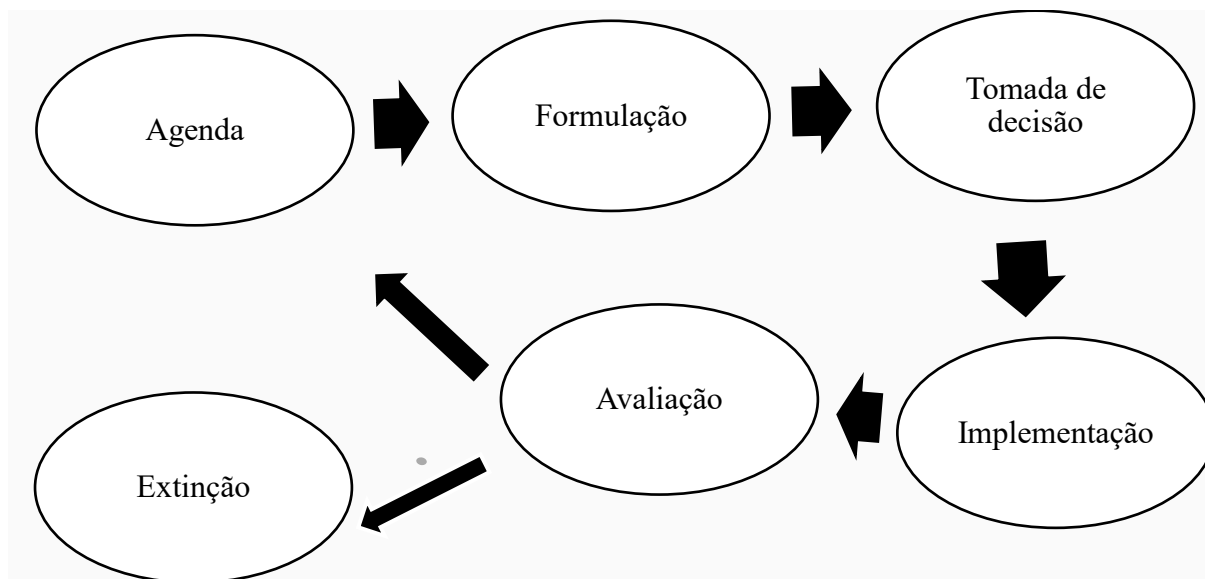 Agenda
Formulação
Tomada de
decisão
Implementação
Avaliação
Extinção